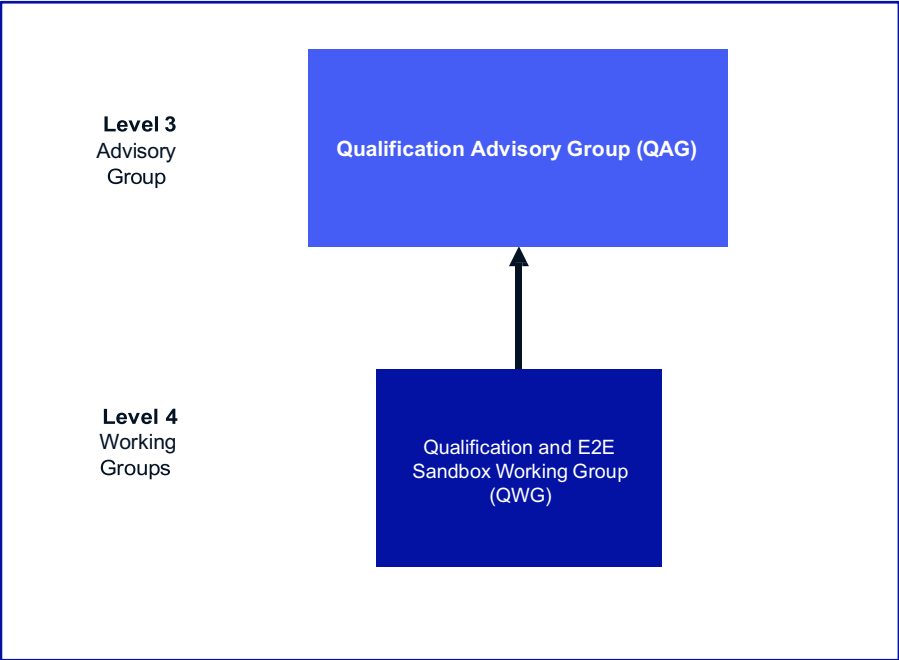 Level 3
Advisory
Group
Qualification Advisory Group (QAG)
Level 4
Working
Groups
Qualification and E2E
Sandbox Working Group
(QWG)